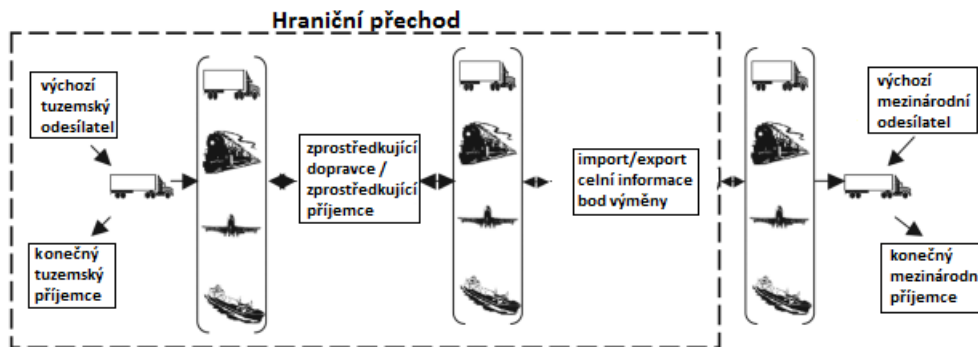 Hraniční přechod
výchozí
tuzemský
odesílatel
konečný
tuzemský
příjemce
zprostředkující
dopravce /
zprostředkující
příjemce
import/export
celní informace
bod výměny
výchozí
mezinárodní
odesílatel
konečný
mezinárodn
příjemce